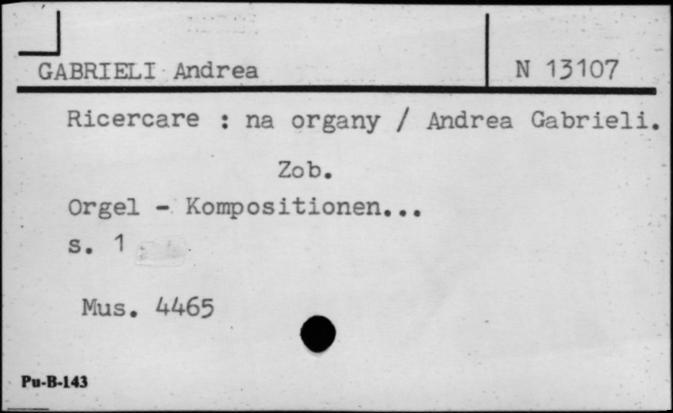 GABRIELI Andrea
N 13107
Ricercare : na organy / Andrea Gabrieli.
Zob.
Orgel - Kompositionen...
s. 1
Mus. 4465
Pu-B-143